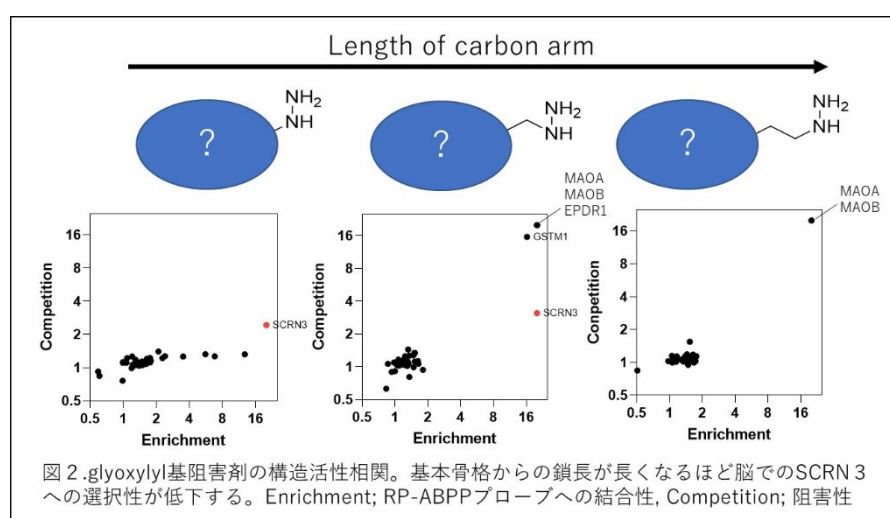 Length of carbon arm
NH₂
NH
?
NH₂
NH
?
NH₂
NH
?
Competition
16
8
4
2
1
0.5
SCRN3
0.5 1 2 4 8 16
Enrichment
MAOA
MAOB
EPDR1
Competition
16
8
4
2
1
0.5
GSTM1
SCRN3
0.5 1 2 4 8 16
Enrichment
MAOA
MAOB
Conpetition
16
8
4
2
1
0.5
0.5 1 2 4 8 16
Enrichment
図２.glyoxylyl基阻害剤の構造活性相関。基本骨格からの鎖長が長くなるほど脳でのSCRN３
への選択性が低下する。Enrichment; RP-ABPPプローブへの結合性, Competition; 阻害性